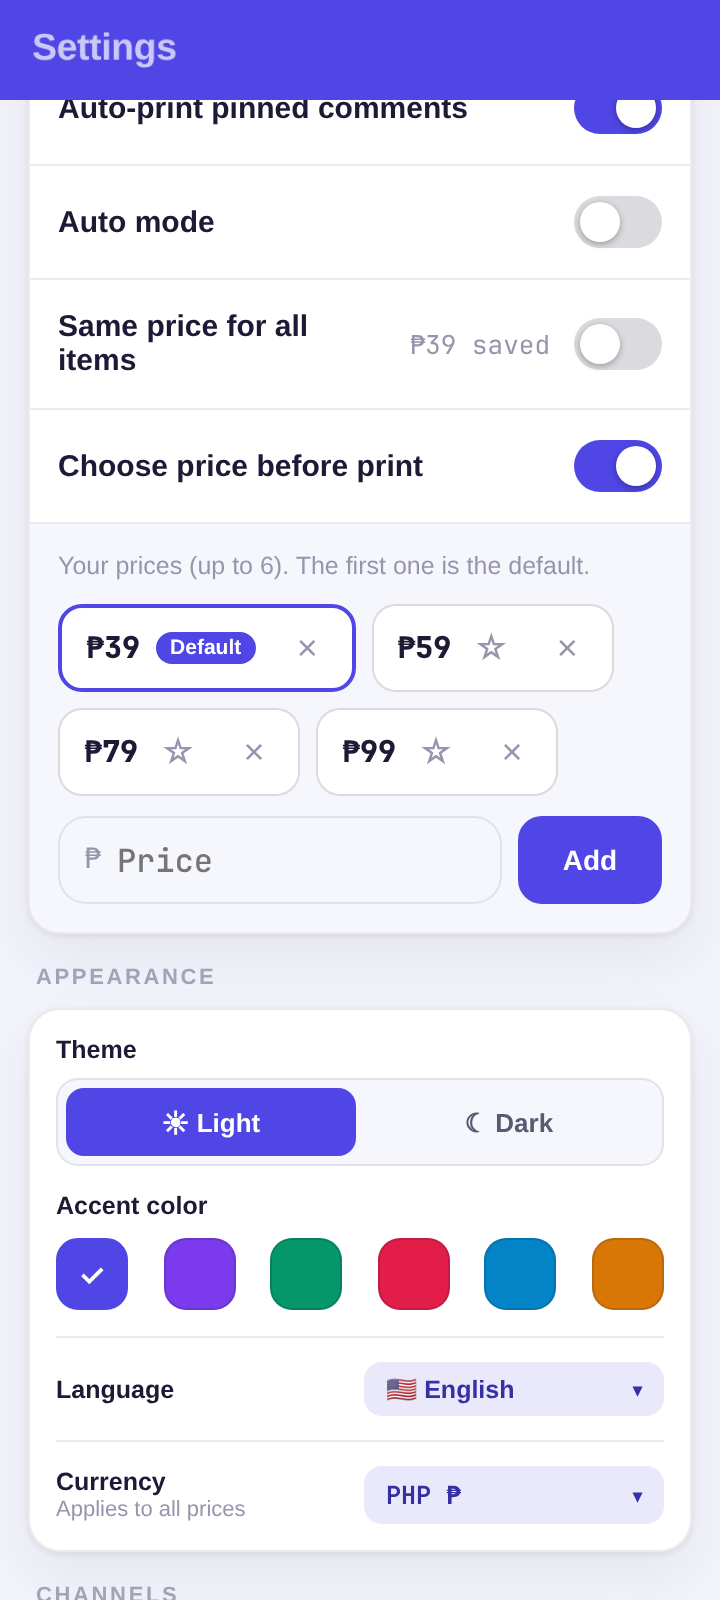 Settings
Auto-print pinned comments
Auto mode
Same price for all
items
₱39 saved
Choose price before print
Your prices (up to 6). The first one is the default.
₱39 Default ×
₱59 ☆ ×
₱79 ☆ ×
₱99 ☆ ×
₱ Price
Add
APPEARANCE
Theme
☀ Light
☾ Dark
Accent color
Language
🇺🇸 English ▼
Currency
Applies to all prices
PHP ₱ ▼
CHANNELS